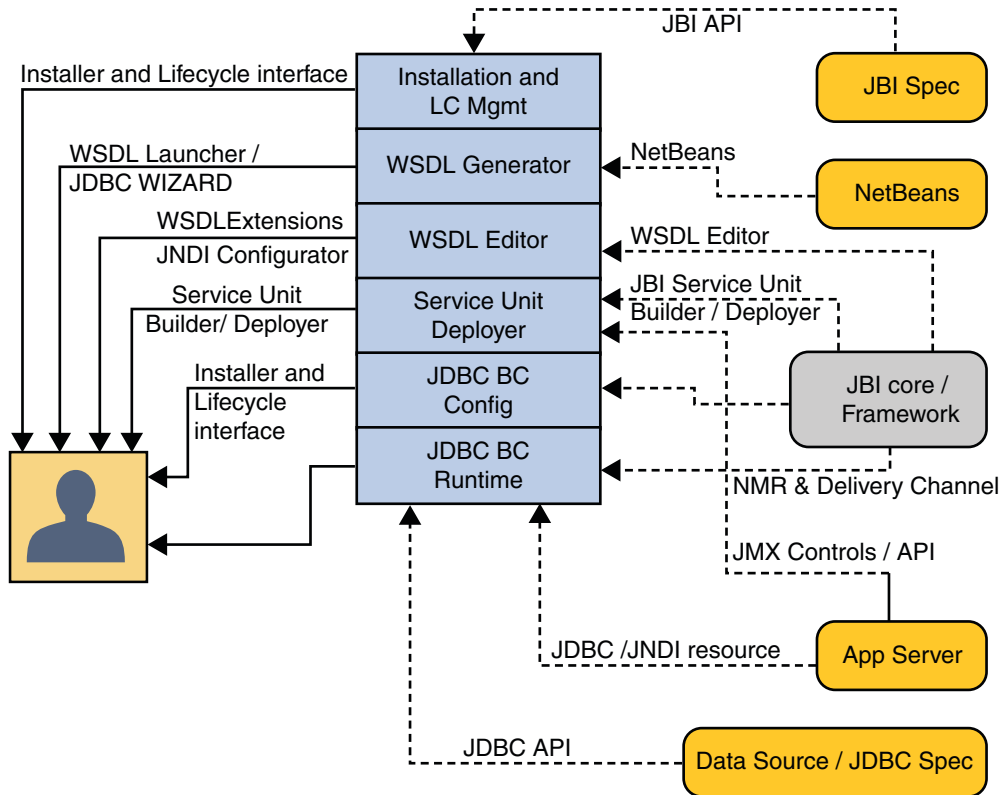 JBI API
Installer and Lifecycle interface
Installation and
LC Mgmt
JBI Spec
WSDL Launcher /
JDBC WIZARD
WSDL Generator
NetBeans
NetBeans
WSDLExtensions
JNDI Configurator
WSDL Editor
WSDL Editor
Service Unit
Builder/ Deployer
Service Unit
Deployer
JBI Service Unit
Builder / Deployer
Installer and
Lifecycle
interface
JDBC BC
Config
JBI core /
Framework
JDBC BC
Runtime
NMR & Delivery Channel
JMX Controls / API
JDBC /JNDI resource
App Server
JDBC API
Data Source / JDBC Spec